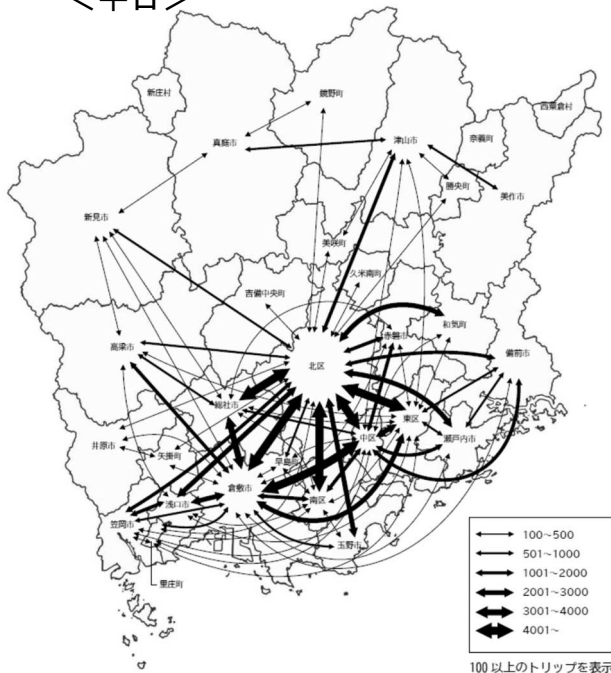 ＜平日＞
新庄村
鏡野町
西粟倉村
真庭市
津山市
奈義町
勝央町
美作市
新見市
美咲町
久米南町
吉備中央町
和気町
赤磐市
備前市
高梁市
北区
総社市
東区
中区
瀬戸内市
井原市
矢掛町
早島町
倉敷市
浅口市
南区
笠岡市
玉野市
里庄町
100～500
501～1000
1001～2000
2001～3000
3001～4000
4001～
100 以上のトリップを表示